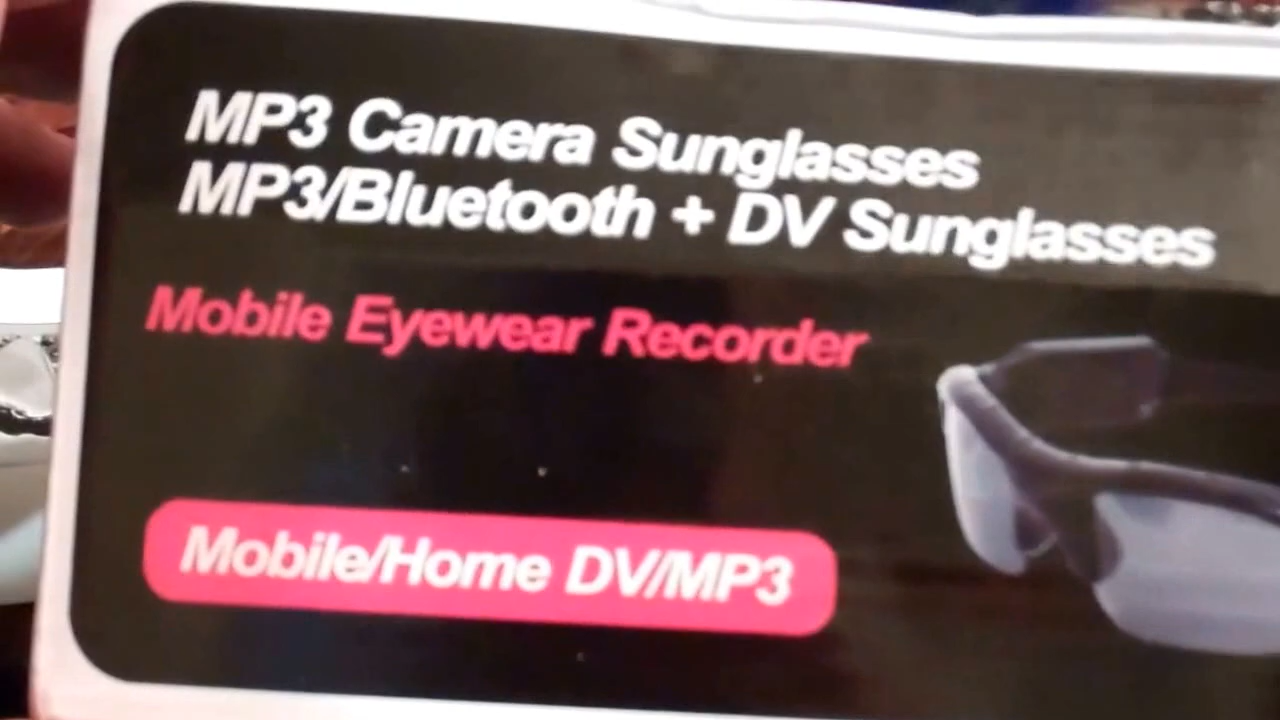 MP3 Camera Sunglasses
MP3/Bluetooth + DV Sunglasses
Mobile Eyewear Recorder
Mobile/Home DV/MP3